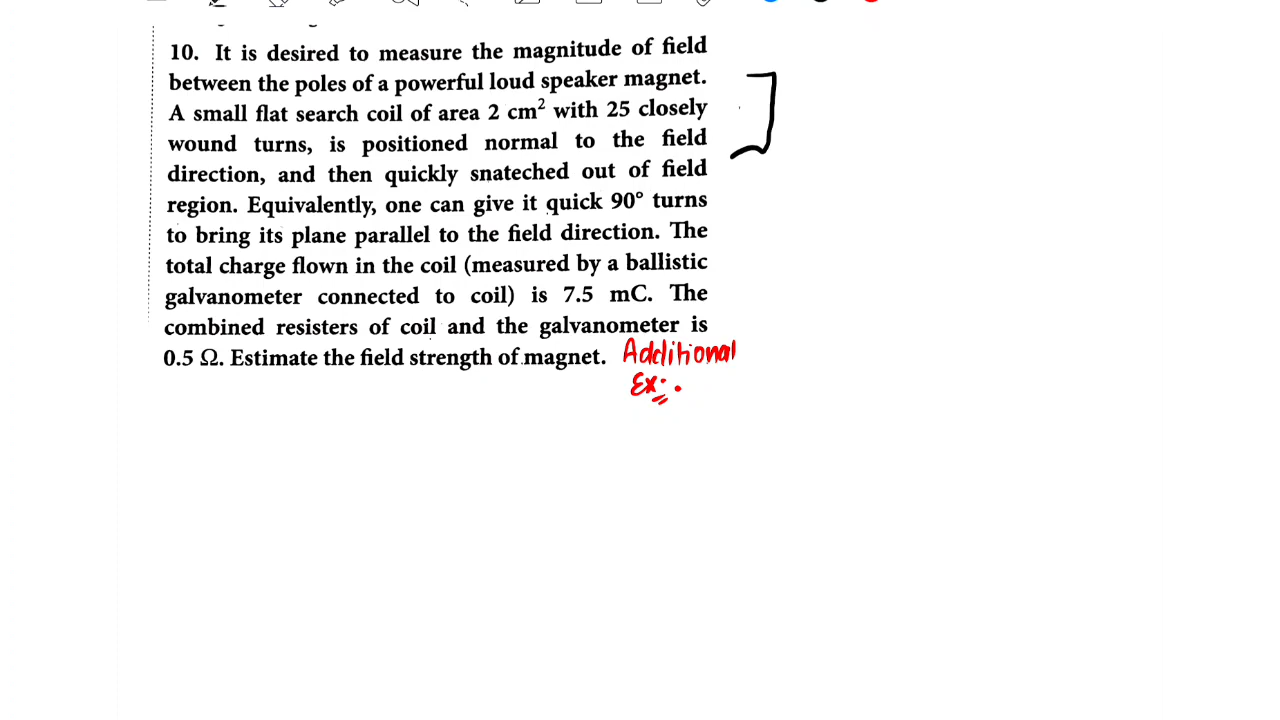 10. It is desired to measure the magnitude of field
between the poles of a powerful loud speaker magnet.
A small flat search coil of area 2 cm² with 25 closely
wound turns, is positioned normal to the field
direction, and then quickly snateched out of field
region. Equivalently, one can give it quick 90° turns
to bring its plane parallel to the field direction. The
total charge flown in the coil (measured by a ballistic
galvanometer connected to coil) is 7.5 mC. The
combined resisters of coil and the galvanometer is
0.5 Ω. Estimate the field strength of magnet. Additional
Ex:.